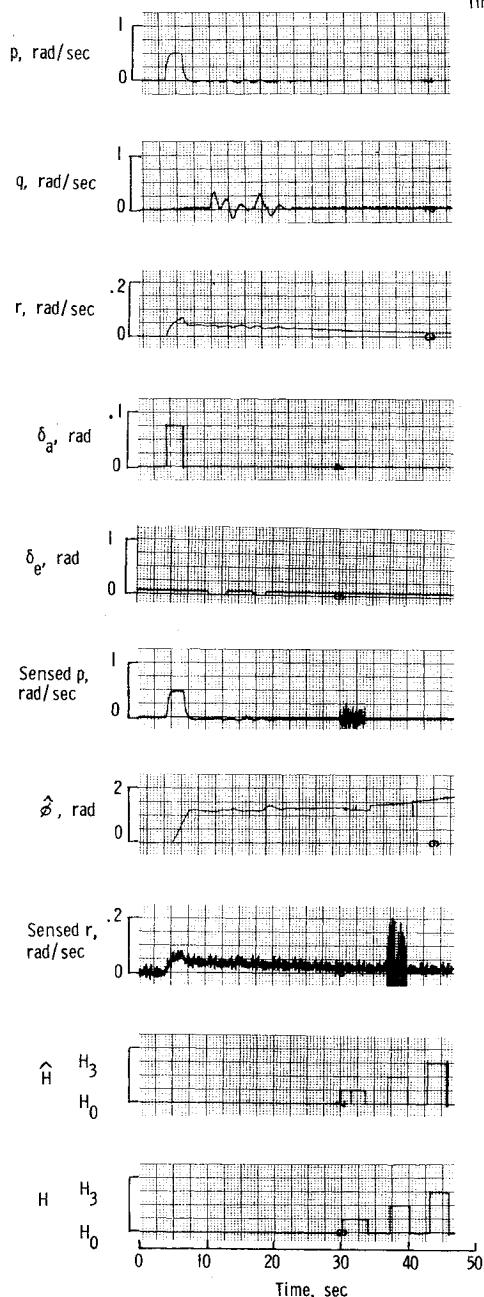 1
p, rad/sec
0
1
q, rad/sec
0
.2
r, rad/sec
0
.1
δa, rad
0
1
δe, rad
0
Sensed p, 1
rad/sec
0
2
φ̂, rad
0
Sensed r, .2
rad/sec
0
Ĥ H3
H0
H H3
H0
0 10 20 30 40 50
Time, sec